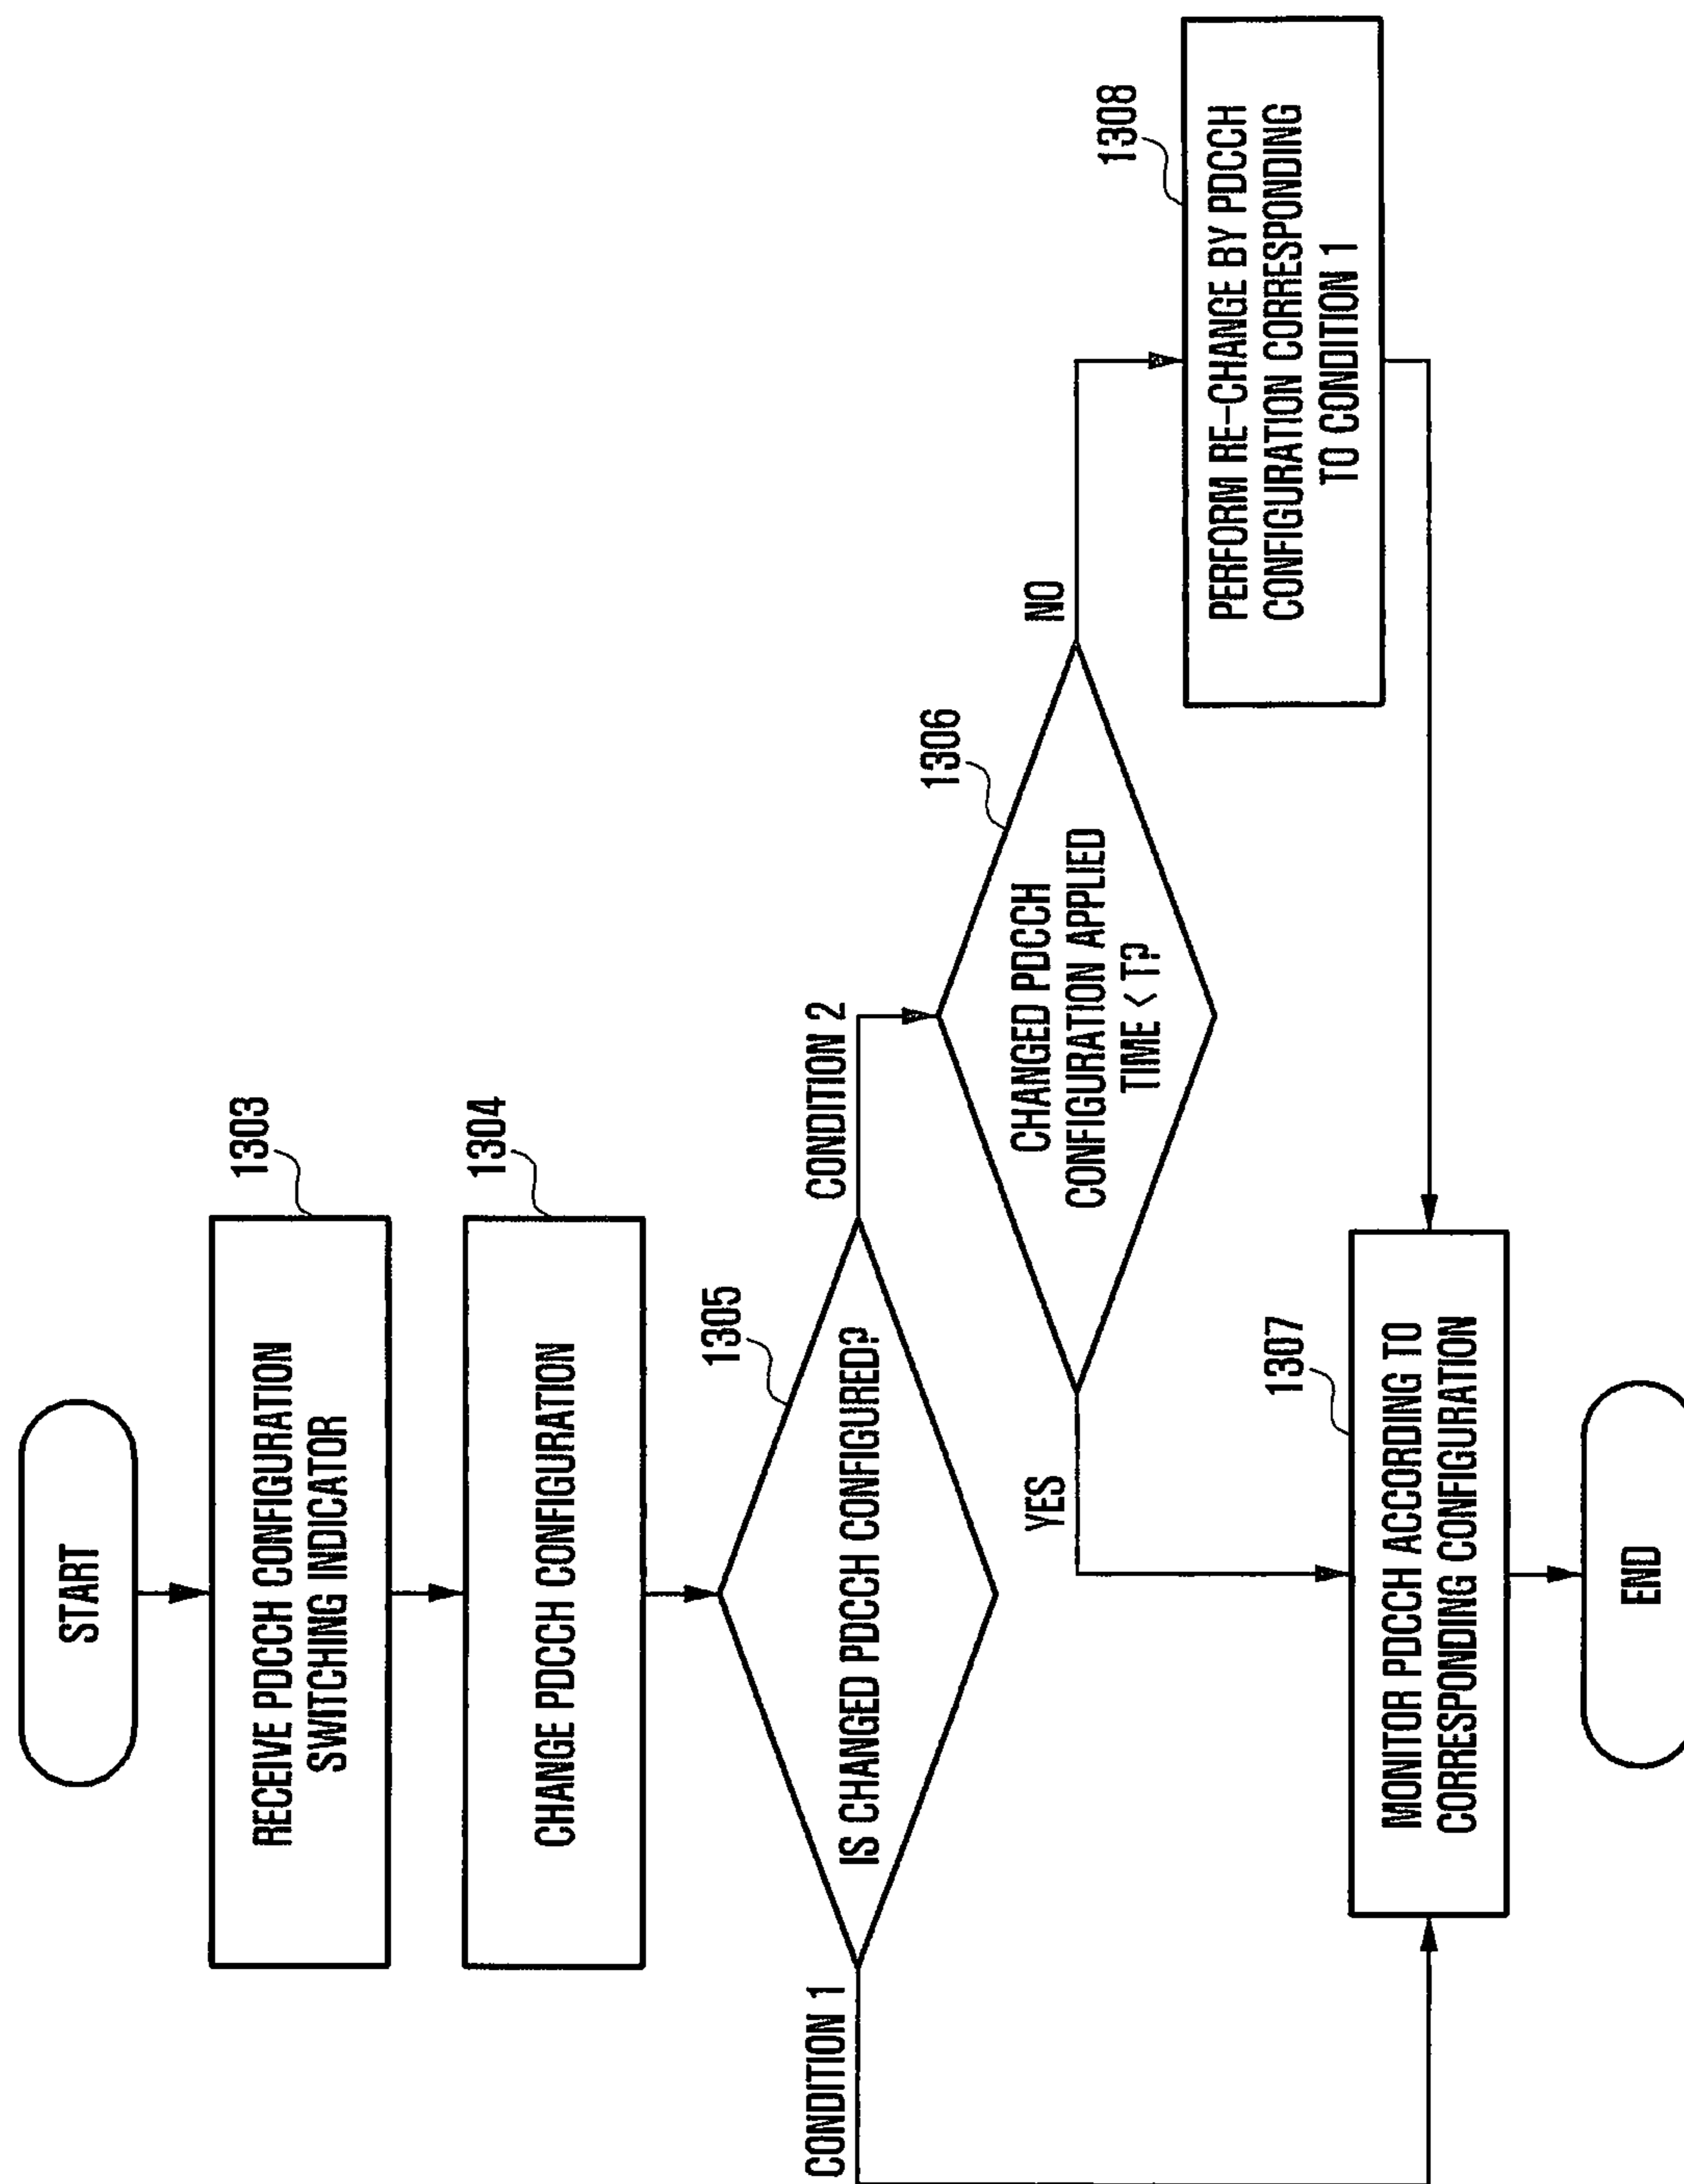 START
1303
RECEIVE PDCCH CONFIGURATION
SWITCHING INDICATOR
1304
CHANGE PDCCH CONFIGURATION
1305
IS CHANGED PDCCH CONFIGURED?
CONDITION 1
CONDITION 2
1306
CHANGED PDCCH
CONFIGURATION APPLIED
TIME < T?
YES
NO
1308
PERFORM RE-CHANGE BY PDCCH
CONFIGURATION CORRESPONDING
TO CONDITION 1
1307
MONITOR PDCCH ACCORDING TO
CORRESPONDING CONFIGURATION
END